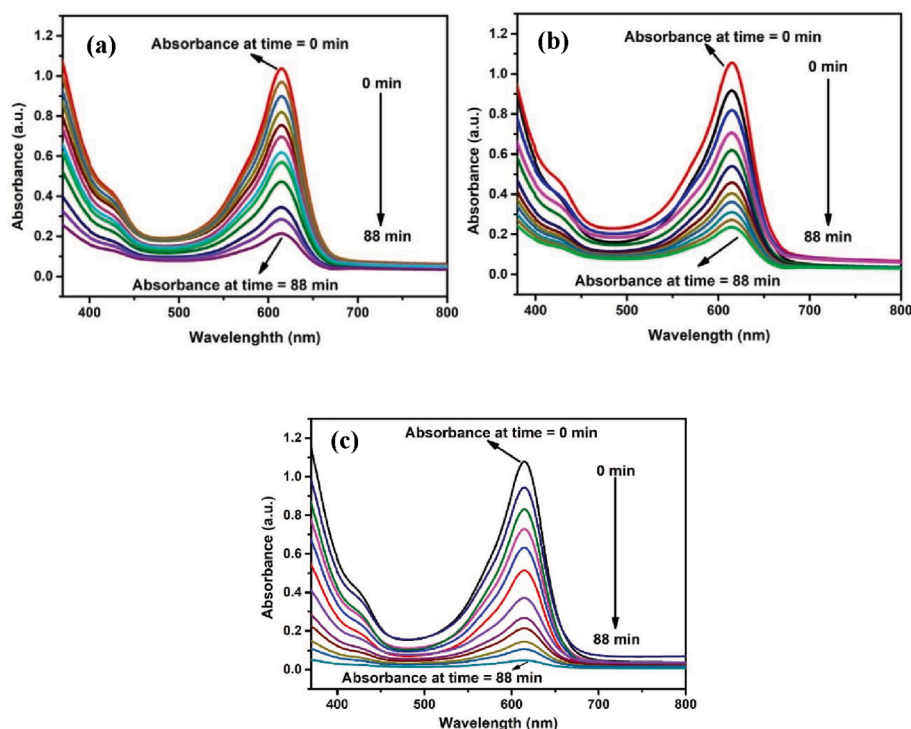 (a)
Absorbance at time = 0 min
0 min
88 min
Absorbance at time = 88 min
Absorbance (a.u.)
1.2
1.0
0.8
0.6
0.4
0.2
0.0
400 500 600 700 800
Wavelenghth (nm)
(b)
Absorbance at time = 0 min
0 min
88 min
Absorbance at time = 88 min
Absorbance (a.u.)
1.2
1.0
0.8
0.6
0.4
0.2
0.0
400 500 600 700 800
Wavelength (nm)
(c)
Absorbance at time = 0 min
0 min
88 min
Absorbance at time = 88 min
Absorbance (a.u.)
1.2
1.0
0.8
0.6
0.4
0.2
0.0
400 500 600 700 800
Wavelength (nm)